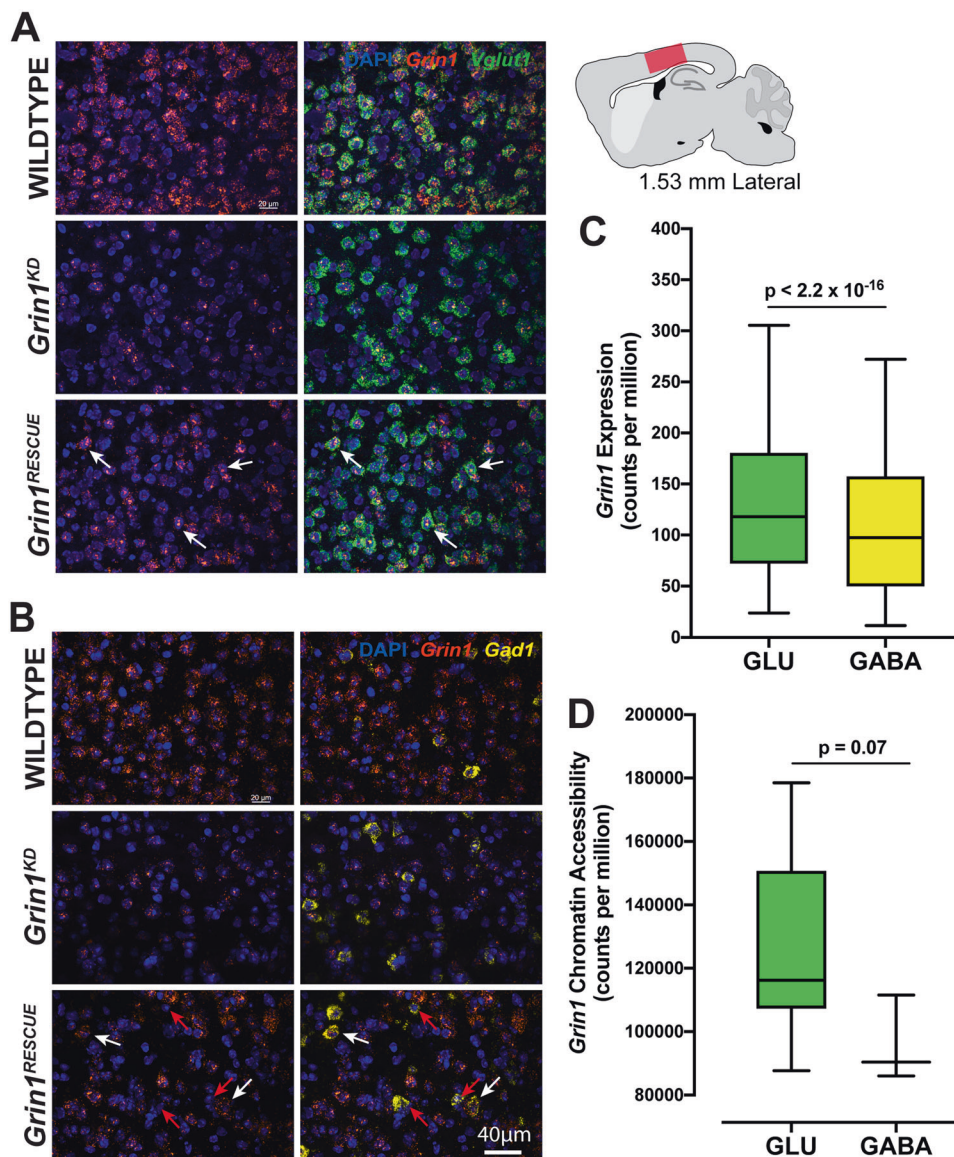 A
WILDTYPE
DAPI Grin1 Vglut1
20 µm
Grin1KD
Grin1RESCUE
1.53 mm Lateral
B
WILDTYPE
DAPI Grin1 Gad1
20 µm
Grin1KD
Grin1RESCUE
40µm
C
Grin1 Expression
(counts per million)
400
350
300
250
200
150
100
50
0
p < 2.2 x 10-16
GLU GABA
D
Grin1 Chromatin Accessibility
(counts per million)
200000
180000
160000
140000
120000
100000
80000
p = 0.07
GLU GABA